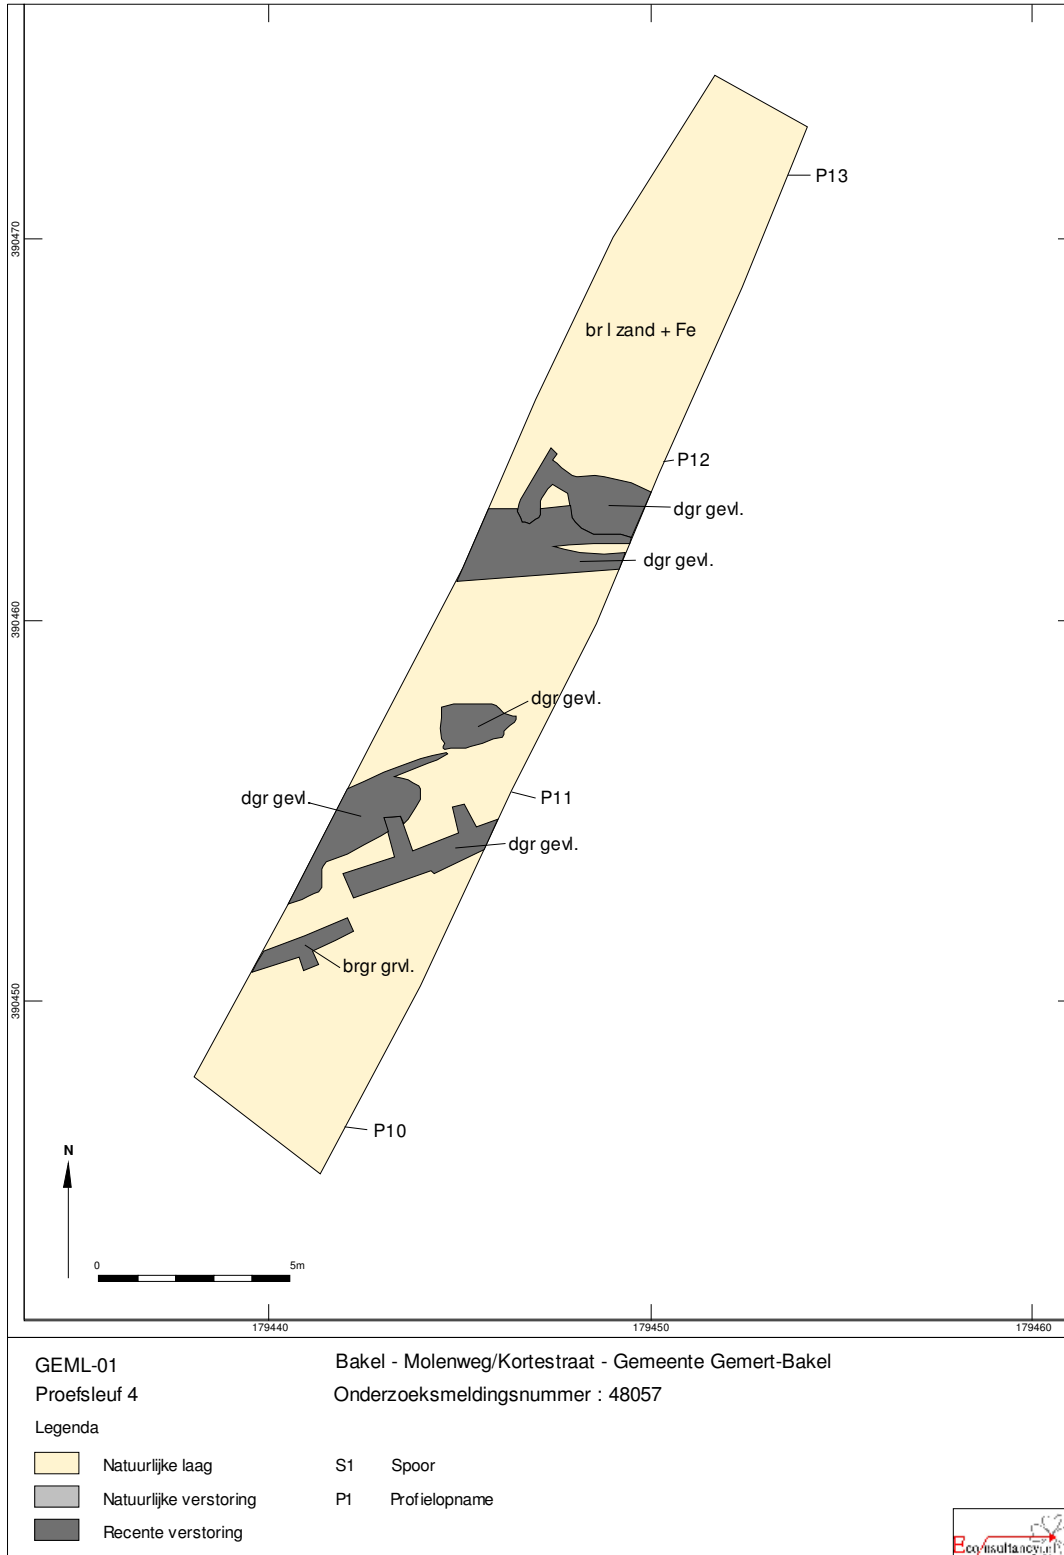 P13
390470
br l zand + Fe
P12
dgr gevl.
dgr gevl.
390460
dgr gevl.
dgr gevl.
P11
dgr gevl.
brgr grvl.
390450
P10
N
0 5m
179440 179450 179460
GEML-01 Bakel - Molenweg/Kortestraat - Gemeente Gemert-Bakel
Proefsleuf 4 Onderzoeksmeldingsnummer : 48057
Legenda
Natuurlijke laag S1 Spoor
Natuurlijke verstoring P1 Profielopname
Recente verstoring
Econsultancy.nl